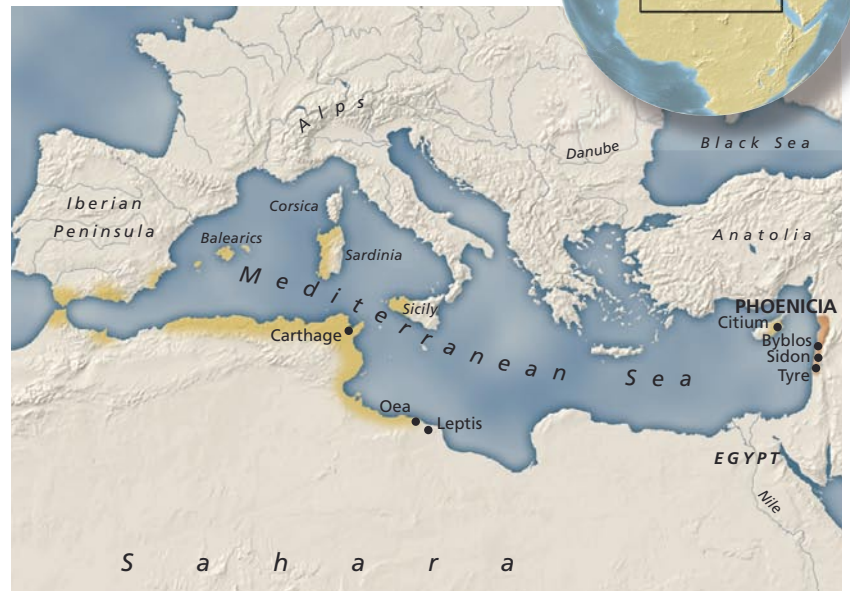 Alps
Danube
Black Sea
Iberian
Peninsula
Corsica
Balearics
Sardinia
Anatolia
Mediterranean Sea
Sicily
PHOENICIA
Citium
Carthage
Byblos
Sidon
Tyre
Oea
Leptis
EGYPT
Nile
Sahara